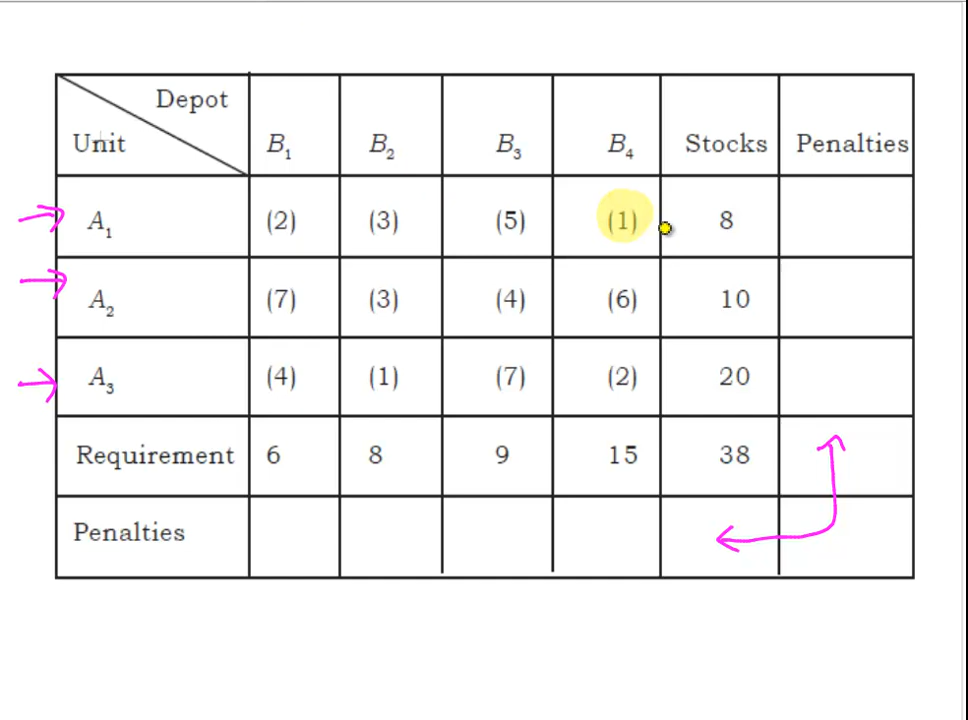 Depot
Unit B₁ B₂ B₃ B₄ Stocks Penalties
A₁ (2) (3) (5) (1) 8
A₂ (7) (3) (4) (6) 10
A₃ (4) (1) (7) (2) 20
Requirement 6 8 9 15 38
Penalties